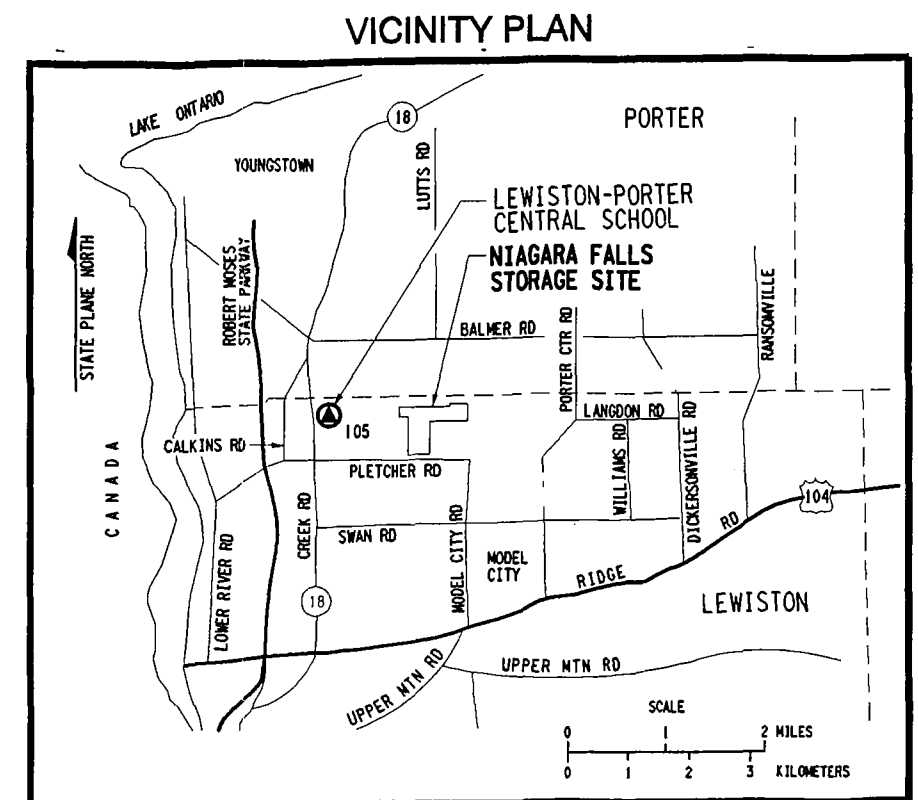 VICINITY PLAN
LAKE ONTARIO
18
PORTER
YOUNGSTOWN
LUTTS RD
LEWISTON-PORTER
CENTRAL SCHOOL
NIAGARA FALLS
STORAGE SITE
STATE PLANE NORTH
ROBERT MOSES
STATE PARKWAY
BALMER RD
PORTER CTR RD
RANSOMVILLE
LANGDON RD
105
CALKINS RD
WILLIAMS RD
DICKERSONVILLE RD
CANADA
PLETCHER RD
104
CREEK RD
SWAN RD
MODEL CITY RD
MODEL
CITY
RIDGE RD
LOWER RIVER RD
18
LEWISTON
UPPER MTN RD
UPPER MTN RD
SCALE
0 1 2 MILES
0 1 2 3 KILOMETERS